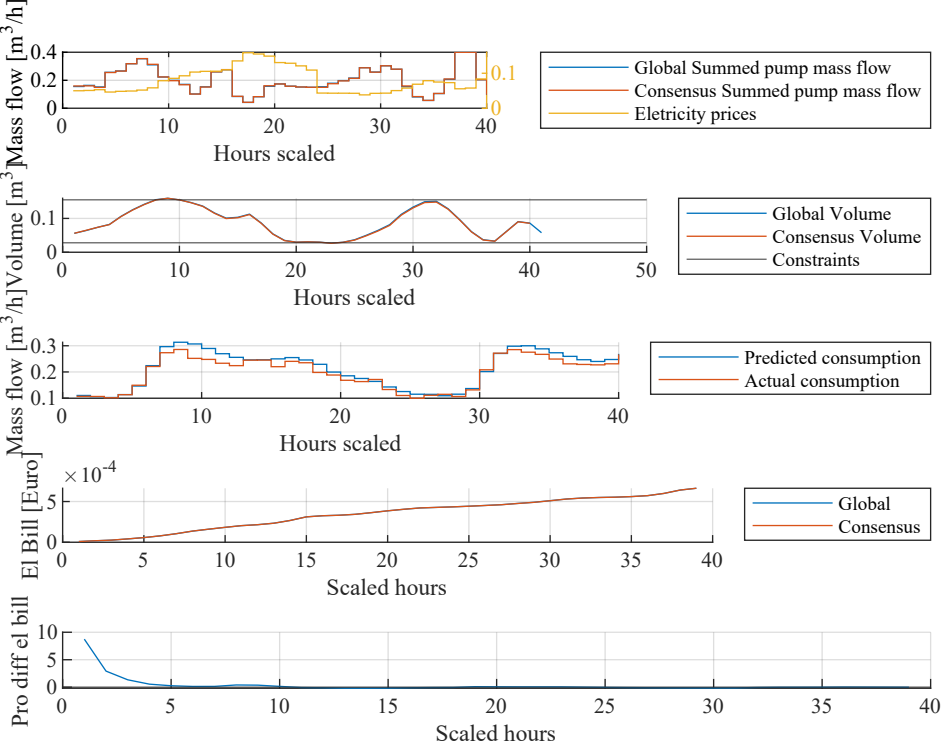 Mass flow [m3/h]
0.4
0.2
0
0.1
0
0 10 20 30 40
Hours scaled
Global Summed pump mass flow
Consensus Summed pump mass flow
Eletricity prices
Volume [m3]
0.1
0
0 10 20 30 40 50
Hours scaled
Global Volume
Consensus Volume
Constraints
Mass flow [m3/h]
0.3
0.2
0.1
10 20 30 40
Hours scaled
Predicted consumption
Actual consumption
El Bill [Euro]
×10-4
5
0
0 5 10 15 20 25 30 35 40
Scaled hours
Global
Consensus
Pro diff el bill
10
5
0
0 5 10 15 20 25 30 35 40
Scaled hours